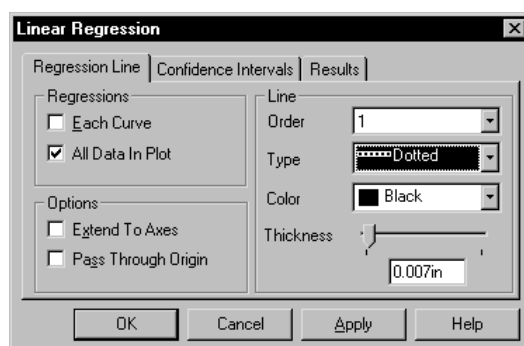 Linear Regression
Regression Line
Confidence Intervals
Results
Regressions
Each Curve
All Data In Plot
Options
Extend To Axes
Pass Through Origin
Line
Order
1
Type
Dotted
Color
Black
Thickness
0.007in
OK
Cancel
Apply
Help